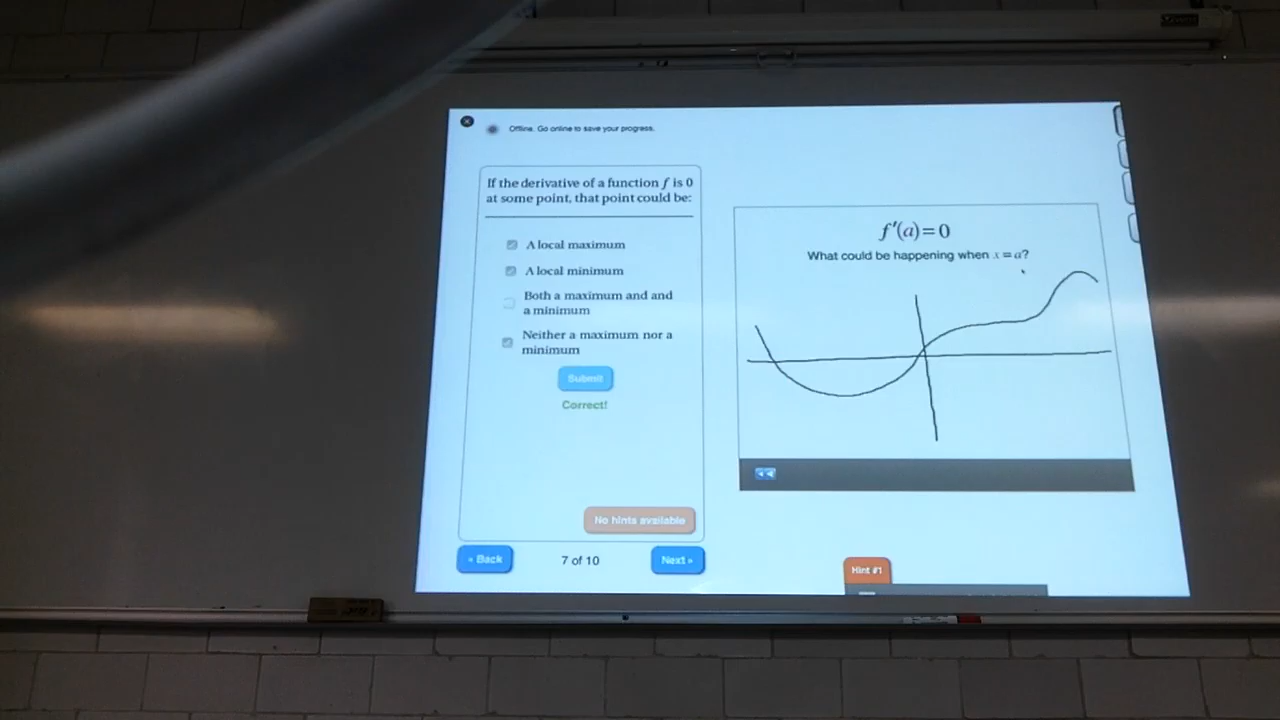 Offline. Go online to save your progress.
If the derivative of a function f is 0
at some point, that point could be:
A local maximum
A local minimum
Both a maximum and and
a minimum
Neither a maximum nor a
minimum
Submit
Correct!
No hints available
« Back
7 of 10
Next »
f'(a)=0
What could be happening when x=a?
Hint #1